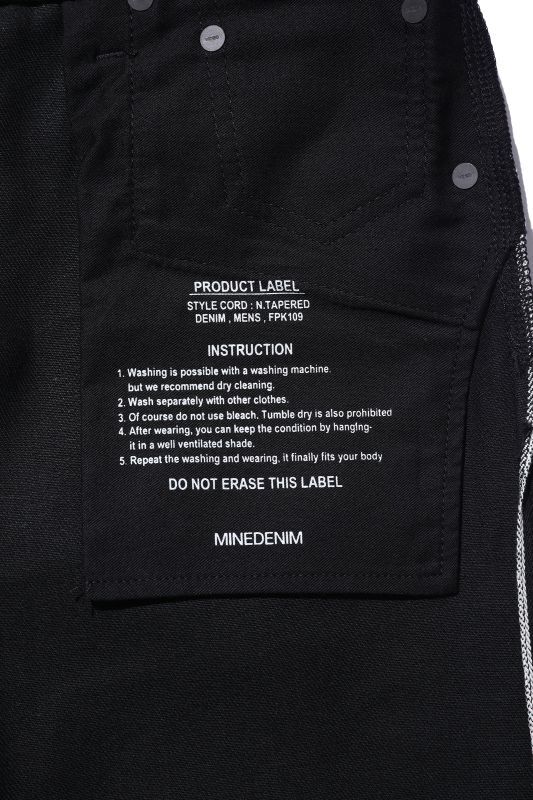 PRODUCT LABEL
STYLE CORD : N.TAPERED
DENIM , MENS , FPK109
INSTRUCTION
1. Washing is possible with a washing machine.
but we recommend dry cleaning.
2. Wash separately with other clothes.
3. Of course do not use bleach. Tumble dry is also prohibited
4. After wearing, you can keep the condition by hanging-
it in a well ventilated shade.
5. Repeat the washing and wearing, it finally fits your body
DO NOT ERASE THIS LABEL
MINEDENIM